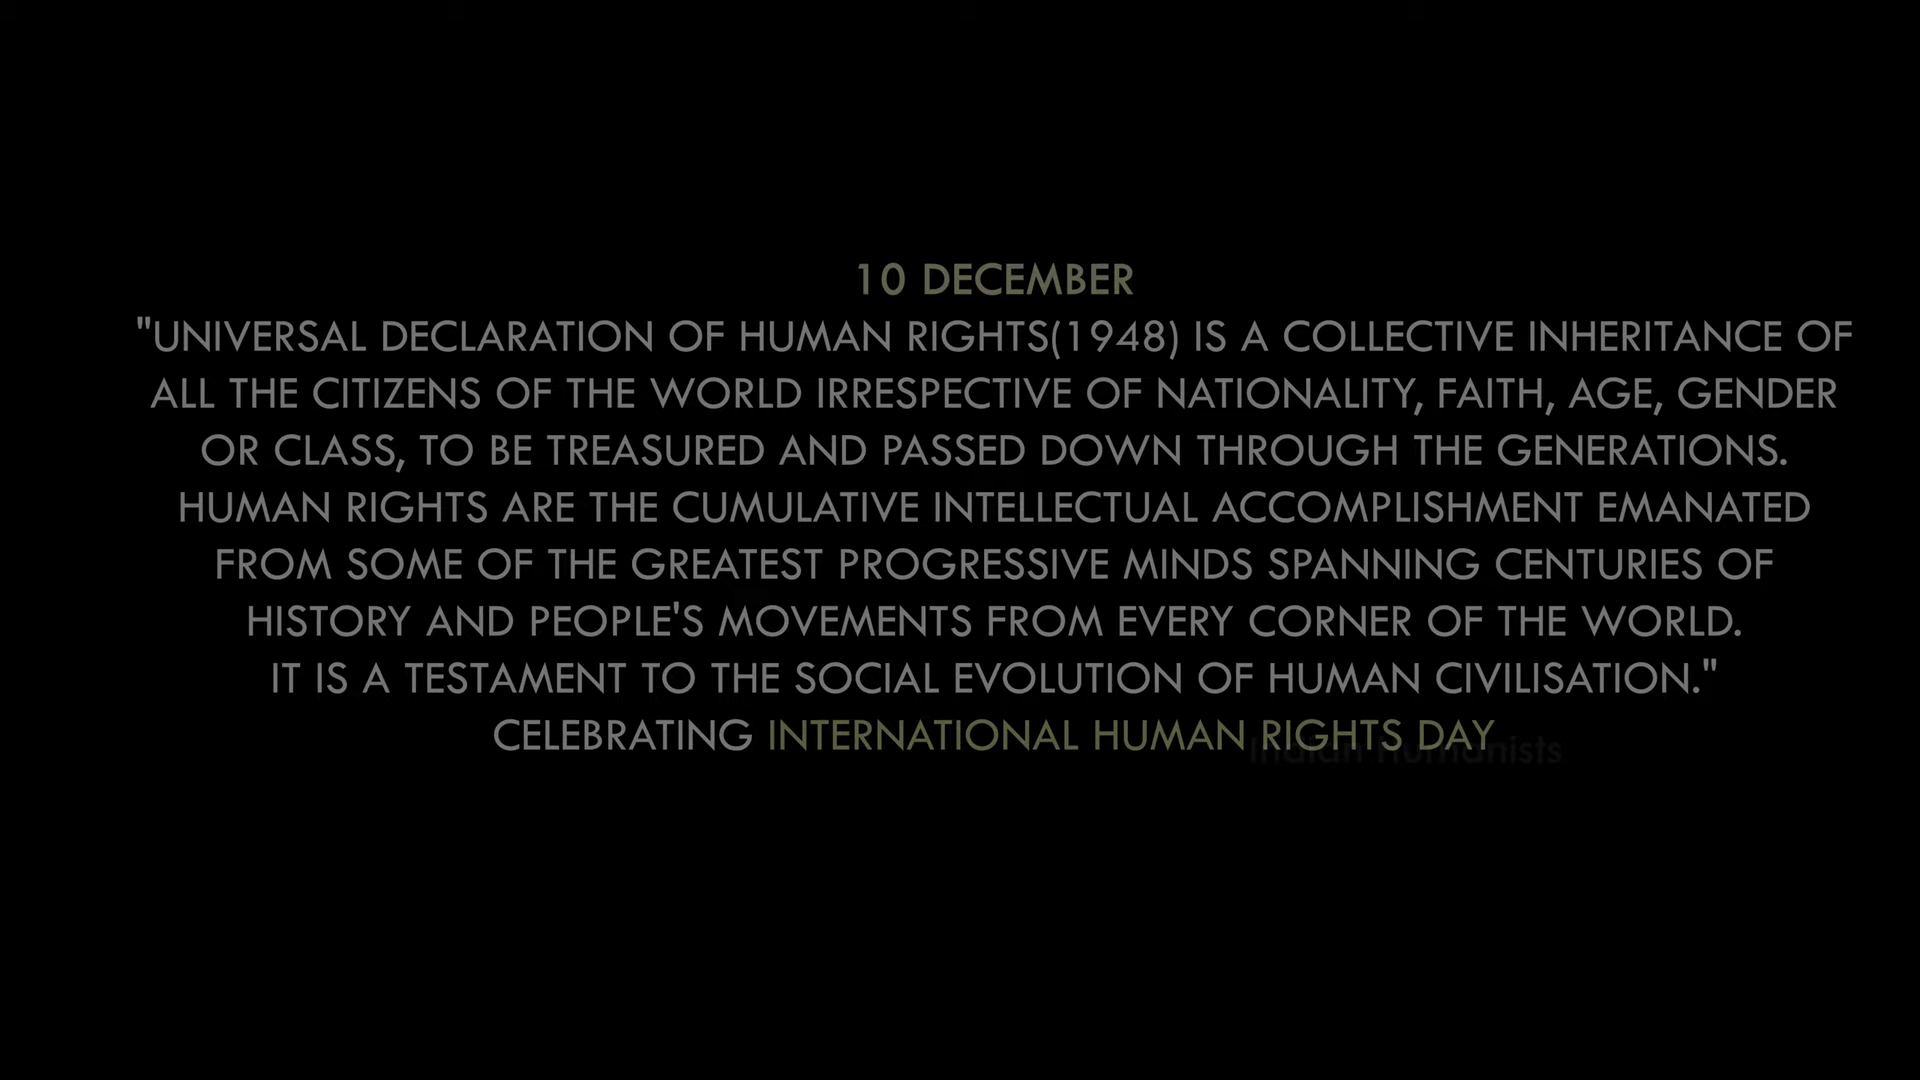 10 DECEMBER
"UNIVERSAL DECLARATION OF HUMAN RIGHTS(1948) IS A COLLECTIVE INHERITANCE OF
ALL THE CITIZENS OF THE WORLD IRRESPECTIVE OF NATIONALITY, FAITH, AGE, GENDER
OR CLASS, TO BE TREASURED AND PASSED DOWN THROUGH THE GENERATIONS.
HUMAN RIGHTS ARE THE CUMULATIVE INTELLECTUAL ACCOMPLISHMENT EMANATED
FROM SOME OF THE GREATEST PROGRESSIVE MINDS SPANNING CENTURIES OF
HISTORY AND PEOPLE'S MOVEMENTS FROM EVERY CORNER OF THE WORLD.
IT IS A TESTAMENT TO THE SOCIAL EVOLUTION OF HUMAN CIVILISATION."
CELEBRATING INTERNATIONAL HUMAN RIGHTS DAY
Indian Humanists